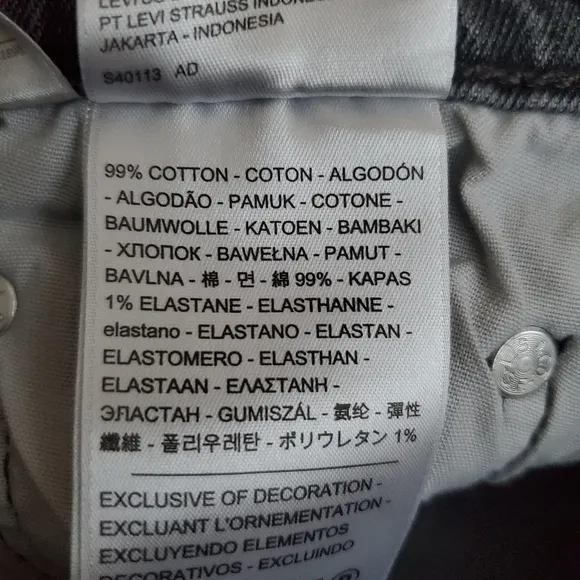 PT LEVI STRAUSS INDONES
JAKARTA - INDONESIA
S40113 AD
99% COTTON - COTON - ALGODÓN
- ALGODÃO - PAMUK - COTONE -
BAUMWOLLE - KATOEN - BAMBAKI
- ХЛОПОК - BAWEŁNA - PAMUT -
BAVLNA - 棉 - 면 - 綿 99% - KAPAS
1% ELASTANE - ELASTHANNE -
elastano - ELASTANO - ELASTAN -
ELASTOMERO - ELASTHAN -
ELASTAAN - ΕΛΑΣΤΑΝΗ -
ЭЛАСТАН - GUMISZÁL - 氨纶 - 彈性
纖維 - 폴리우레탄 - ポリウレタン 1%
EXCLUSIVE OF DECORATION -
EXCLUANT L'ORNEMENTATION -
EXCLUYENDO ELEMENTOS
DECORATIVOS - EXCLUINDO